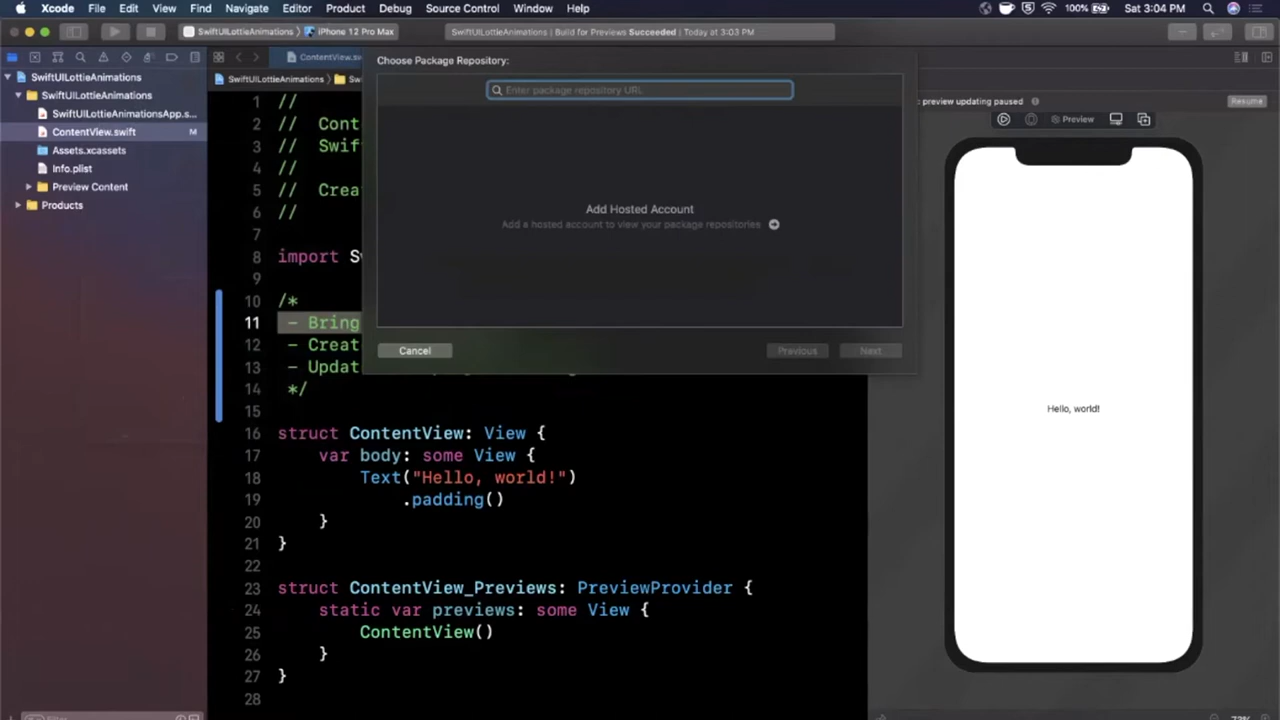 Xcode File Edit View Find Navigate Editor Product Debug Source Control Window Help 100% Sat 3:04 PM
SwiftUILottieAnimations iPhone 12 Pro Max SwiftUILottieAnimations | Build for Previews Succeeded | Today at 3:03 PM
SwiftUILottieAnimations
SwiftUILottieAnimations
SwiftUILottieAnimationsApp.s...
ContentView.swift M
Assets.xcassets
Info.plist
Preview Content
Products
ContentView.sw
SwiftUILottieAnimations Sw
Choose Package Repository:
Enter package repository URL
Add Hosted Account
Add a hosted account to view your package repositories
Cancel Previous Next
1 //
2 // Cont
3 // Swif
4 //
5 // Crea
6 //
7
8 import Sw
9
10 /*
11 - Bring
12 - Creat
13 - Updat
14 */
15
16 struct ContentView: View {
17 var body: some View {
18 Text("Hello, world!")
19 .padding()
20 }
21 }
22
23 struct ContentView_Previews: PreviewProvider {
24 static var previews: some View {
25 ContentView()
26 }
27 }
28
preview updating paused Resume
Preview
Hello, world!